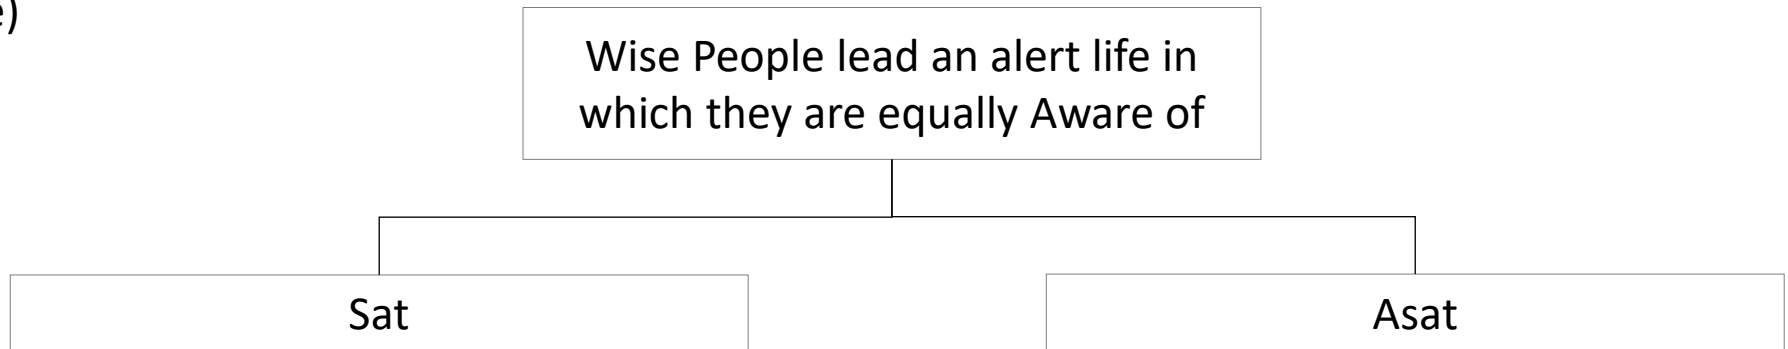 e)
Wise People lead an alert life in
which they are equally Aware of
Sat
Asat